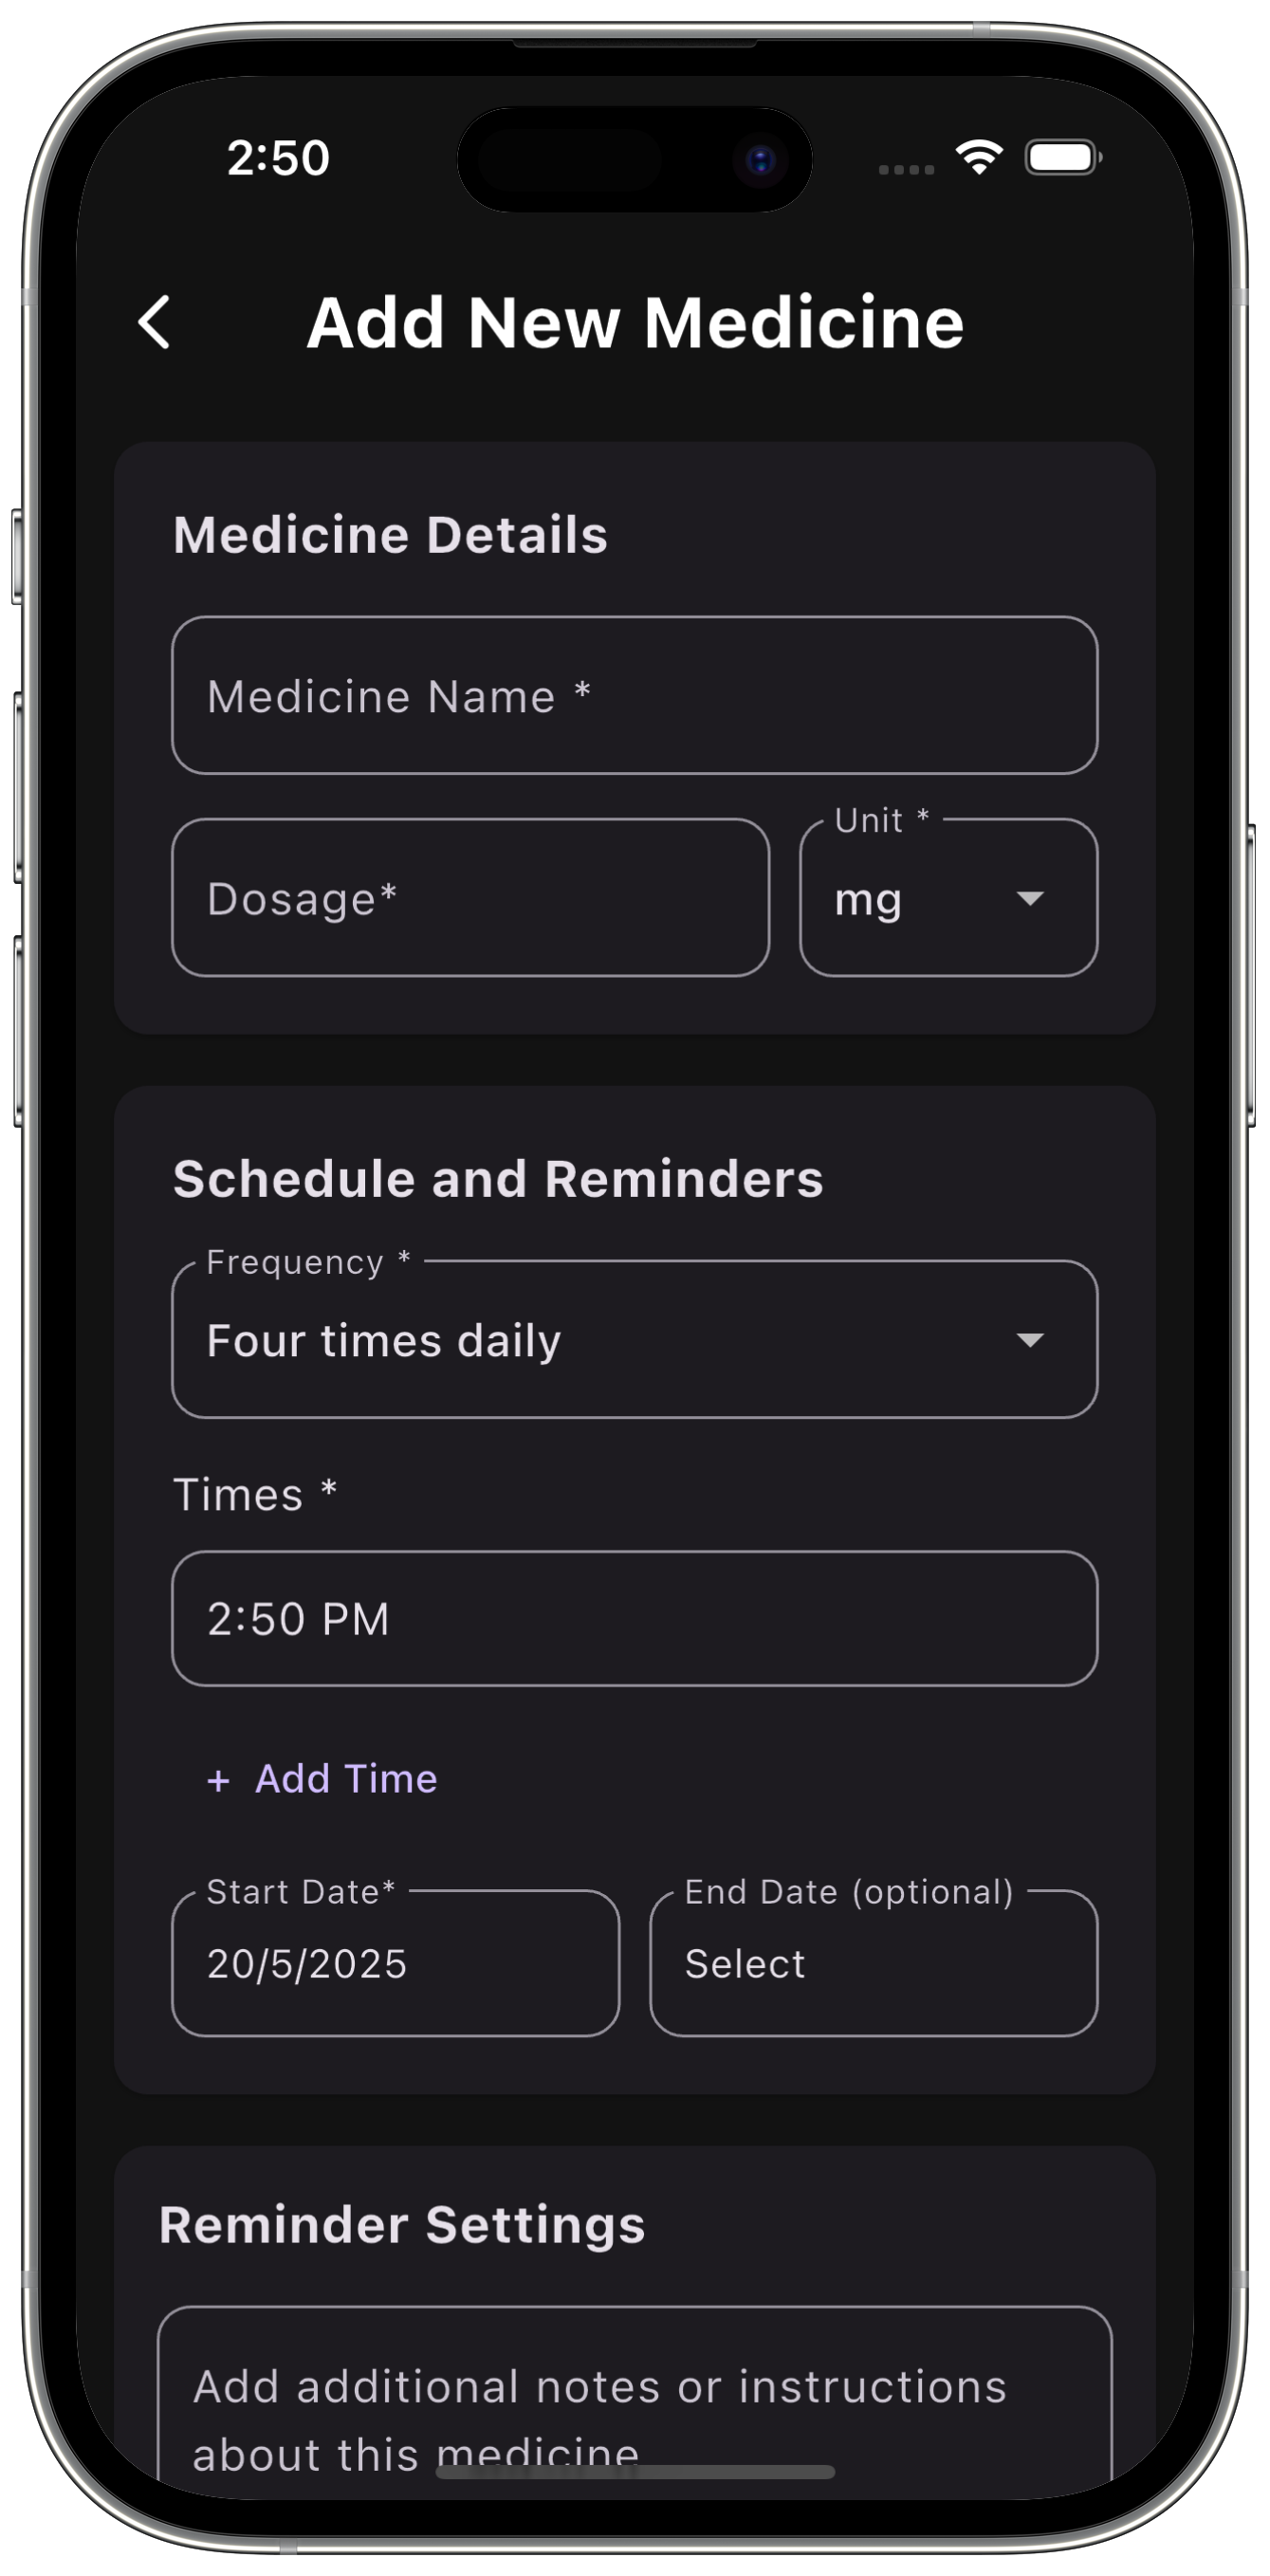 2:50
Add New Medicine
Medicine Details
Medicine Name *
Dosage*
Unit *
mg
Schedule and Reminders
Frequency *
Four times daily
Times *
2:50 PM
+ Add Time
Start Date*
20/5/2025
End Date (optional)
Select
Reminder Settings
Add additional notes or instructions
about this medicine